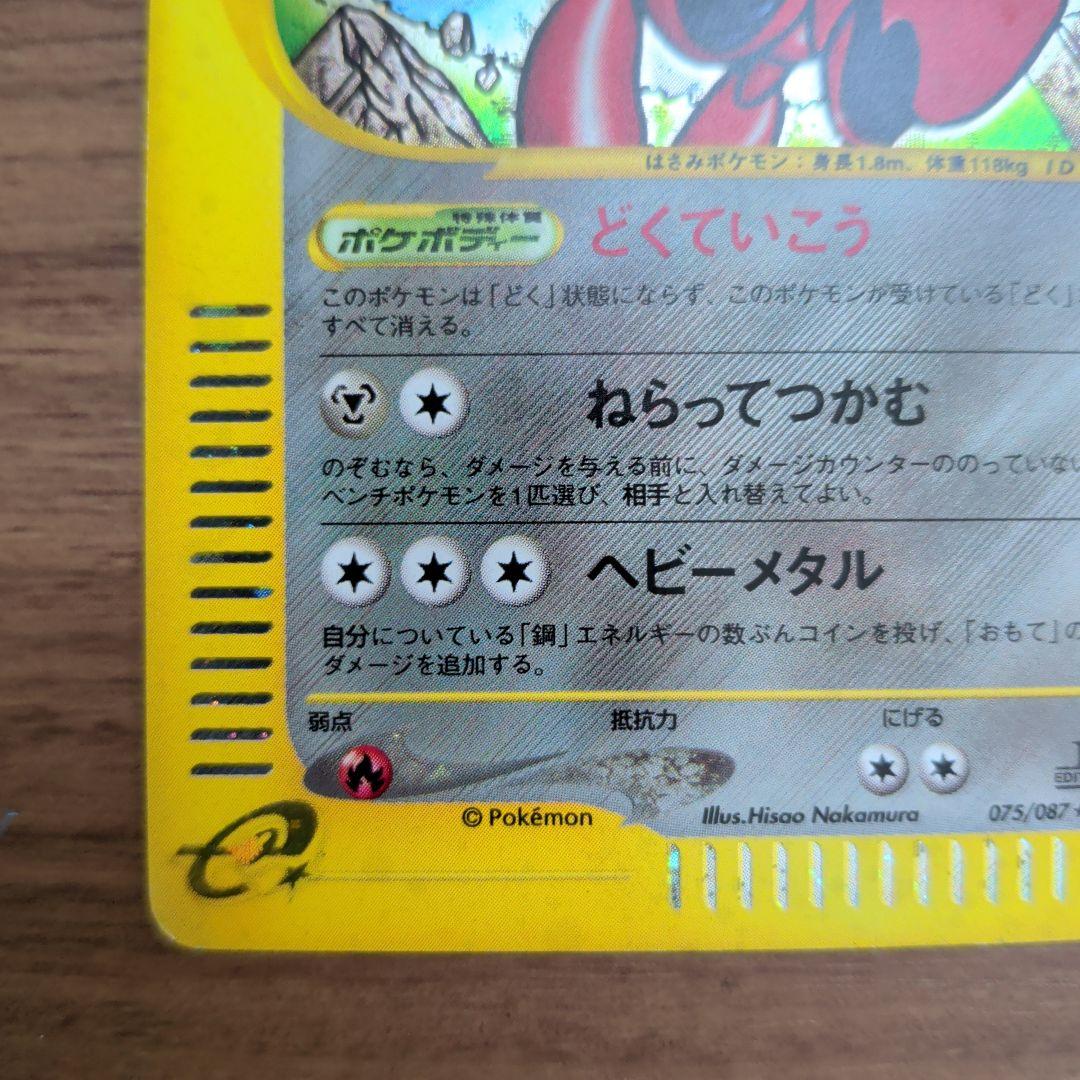 はさみポケモン：身長1.8m、体重118kg ID
特殊体質
ポケボディー どくていこう
このポケモンは「どく」状態にならず、このポケモンが受けている「どく」
すべて消える。
ねらってつかむ
のぞむなら、ダメージを与える前に、ダメージカウンターののっていない
ベンチポケモンを1匹選び、相手と入れ替えてよい。
ヘビーメタル
自分についている「鋼」エネルギーの数ぶんコインを投げ、「おもて」の
ダメージを追加する。
弱点 抵抗力 にげる
© Pokémon Illus.Hisao Nakamura 075/087